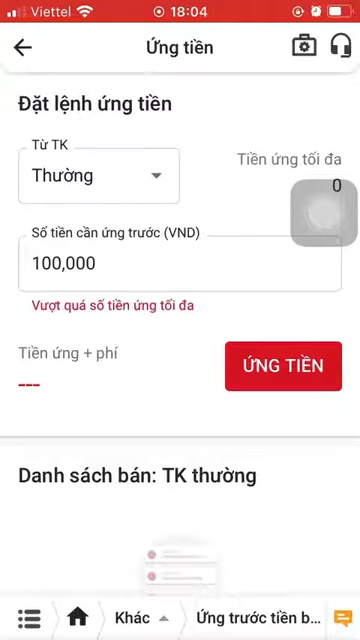 Viettel 18:04
Ứng tiền
Đặt lệnh ứng tiền
Từ TK
Thường
Tiền ứng tối đa
0
Số tiền cần ứng trước (VND)
100,000
Vượt quá số tiền ứng tối đa
Tiền ứng + phí
---
ỨNG TIỀN
Danh sách bán: TK thường
Khác
Ứng trước tiền b...